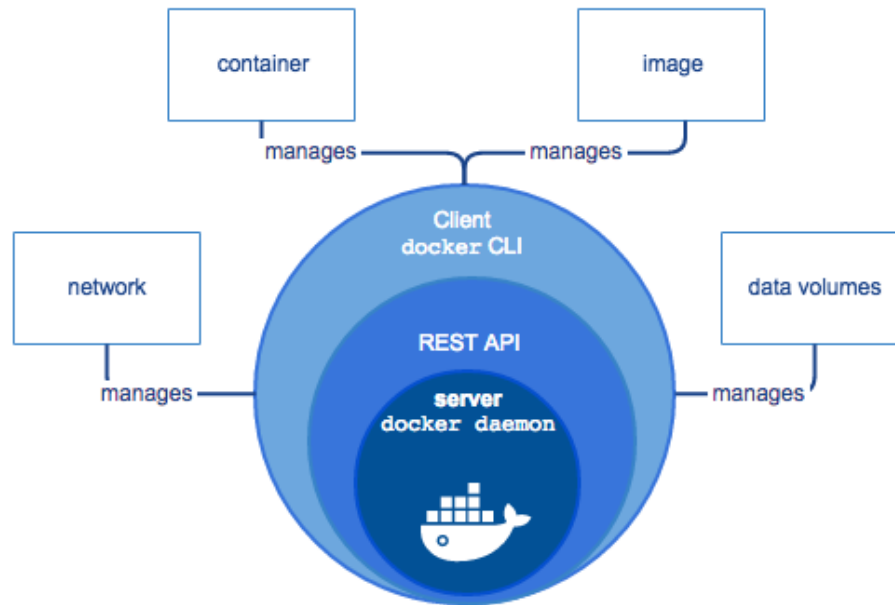 container
image
manages
manages
Client
docker CLI
network
data volumes
REST API
manages
manages
server
docker daemon